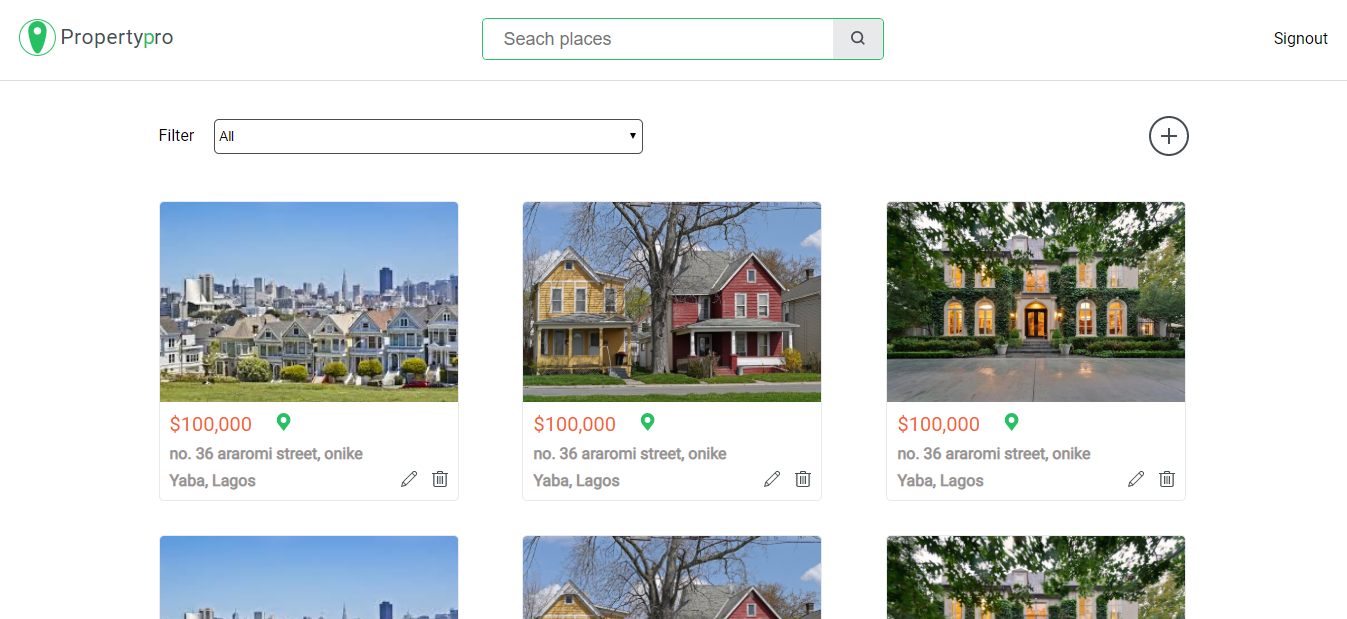 Propertypro
Seach places
Signout
Filter
All
$100,000
no. 36 araromi street, onike
Yaba, Lagos
$100,000
no. 36 araromi street, onike
Yaba, Lagos
$100,000
no. 36 araromi street, onike
Yaba, Lagos